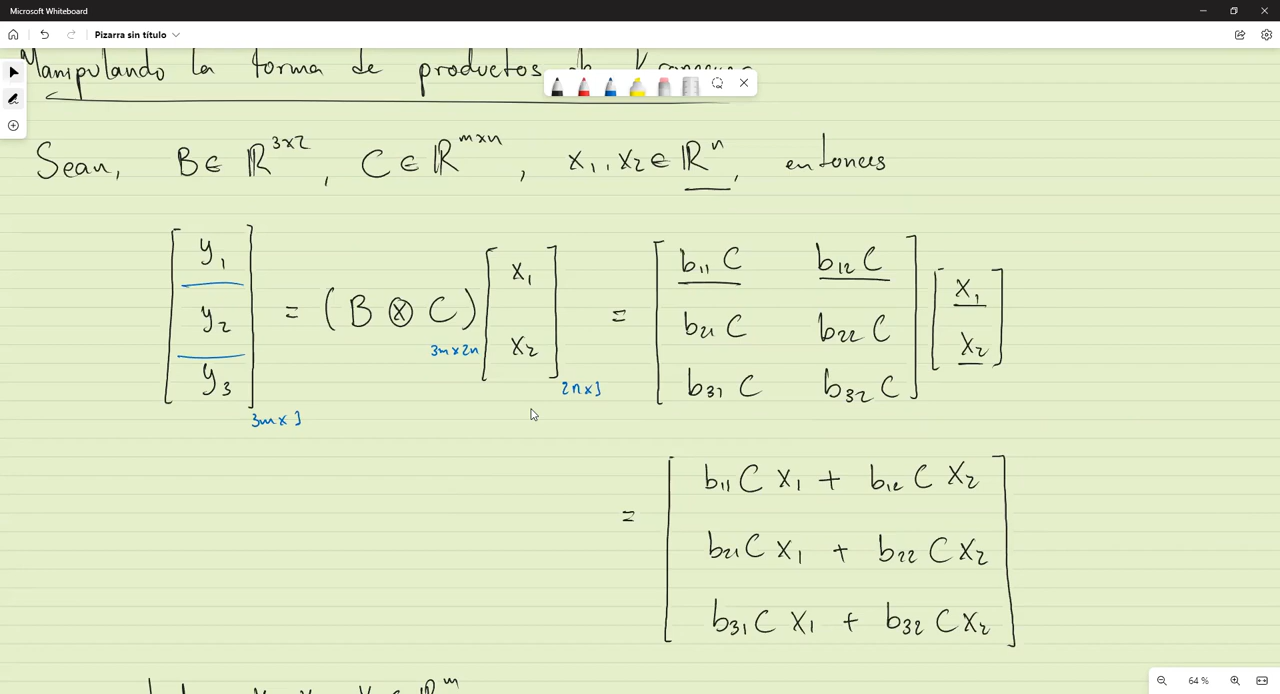 Microsoft Whiteboard
Pizarra sin título
Manipulando la forma de productos de
Sean, B ∈ ℝ^{3×2}, C ∈ ℝ^{m×n}, x₁, x₂ ∈ ℝⁿ, entonces
[y₁ y₂ y₃]_{3m×1} = (B ⊗ C)_{3m×2n} [x₁ x₂]_{2n×1} = [b₁₁C b₁₂C; b₂₁C b₂₂C; b₃₁C b₃₂C] [x₁ x₂]
= [b₁₁C x₁ + b₁₂C x₂
b₂₁C x₁ + b₂₂C x₂
b₃₁C x₁ + b₃₂C x₂]
ℝ^m
64 %